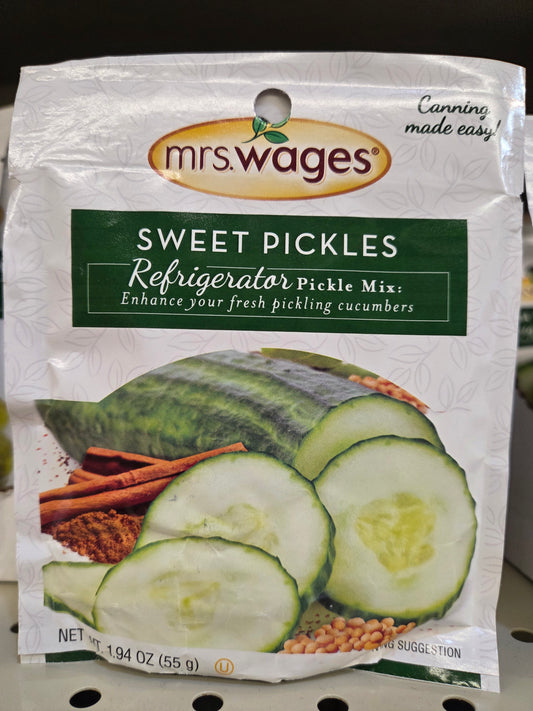 Canning
made easy!
mrs.wages®
SWEET PICKLES
Refrigerator Pickle Mix:
Enhance your fresh pickling cucumbers
NET WT. 1.94 OZ (55 g) U
SUGGESTION